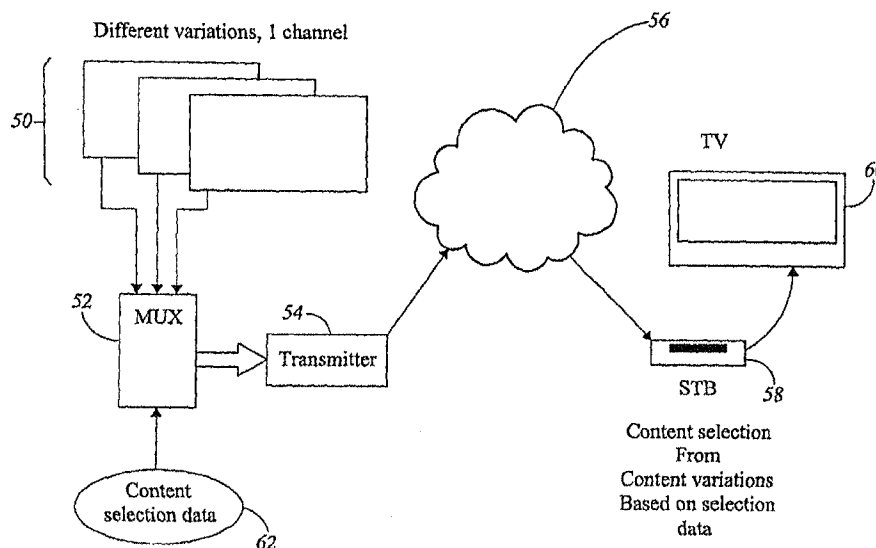 Different variations, 1 channel
56
50
TV
52
MUX
54
Transmitter
STB
58
Content
selection data
62
Content selection
From
Content variations
Based on selection
data